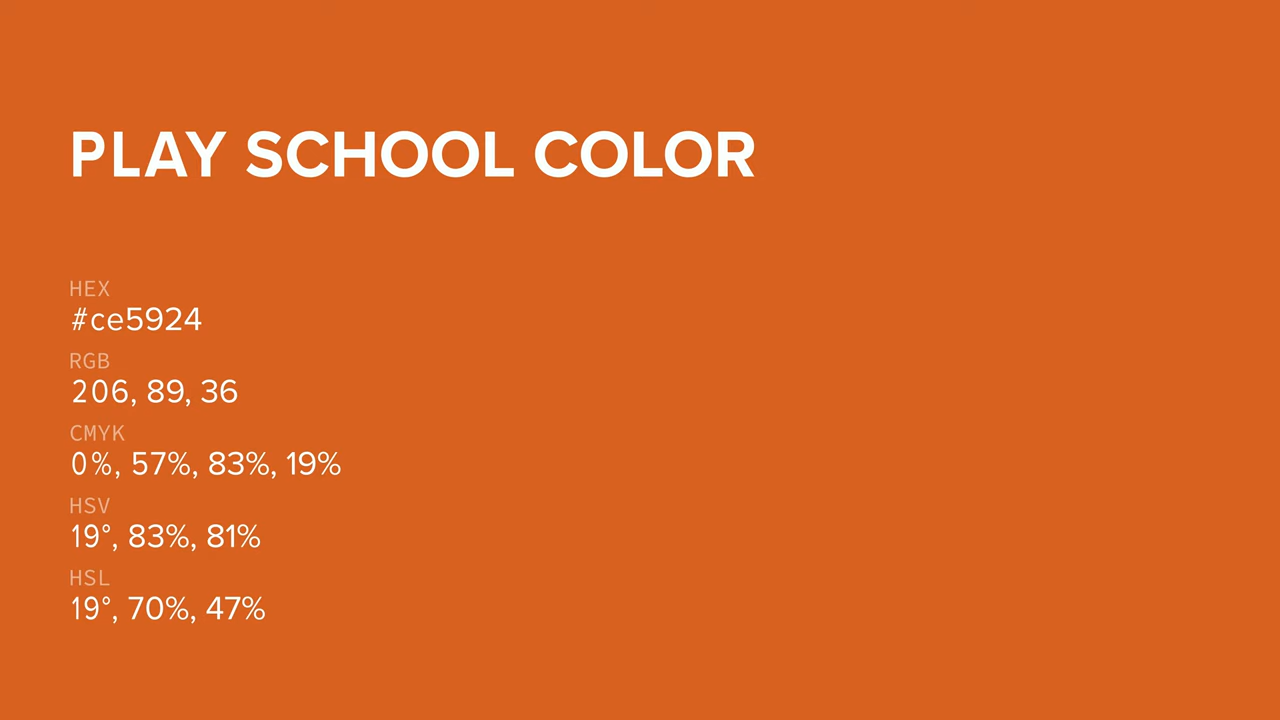 PLAY SCHOOL COLOR
HEX
#ce5924
RGB
206, 89, 36
CMYK
0%, 57%, 83%, 19%
HSV
19°, 83%, 81%
HSL
19°, 70%, 47%